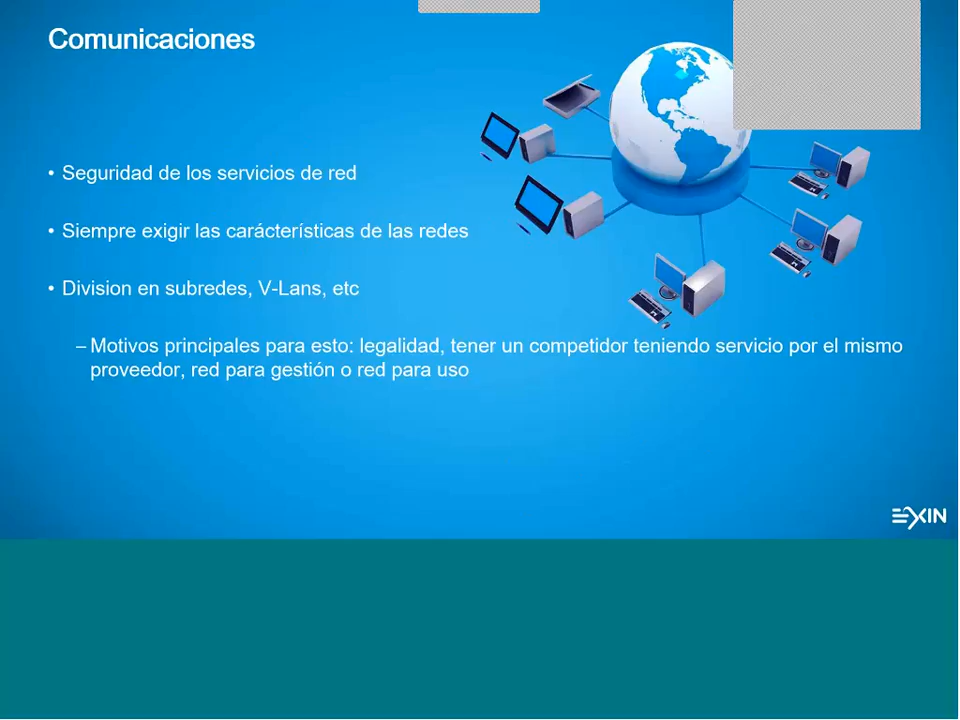 Comunicaciones
• Seguridad de los servicios de red
• Siempre exigir las carácterísticas de las redes
• Division en subredes, V-Lans, etc
– Motivos principales para esto: legalidad, tener un competidor teniendo servicio por el mismo
proveedor, red para gestión o red para uso
EXIN